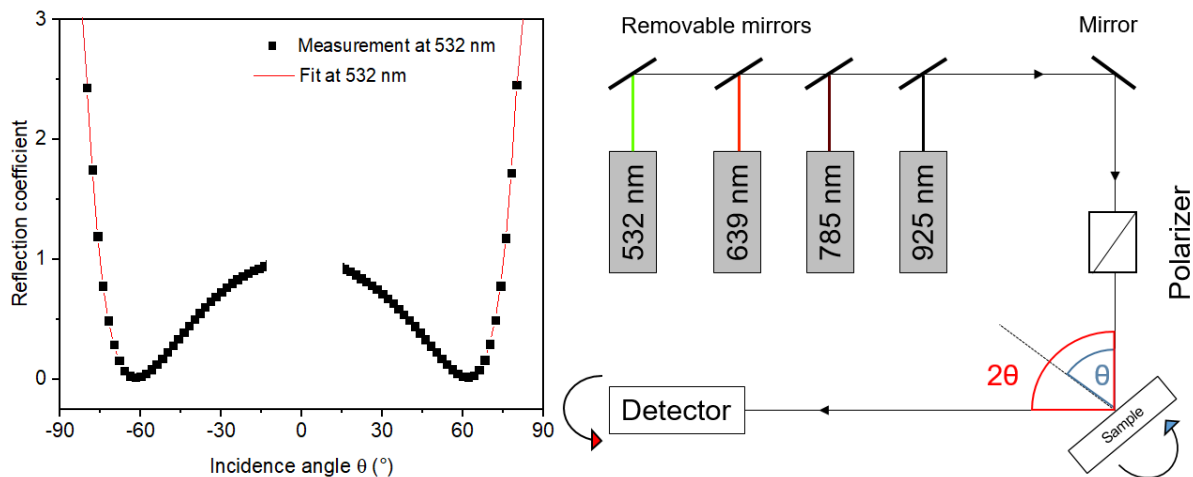 3
2
1
0
Reflection coefficient
Measurement at 532 nm
Fit at 532 nm
-90 -60 -30 0 30 60 90
Incidence angle θ (°)
Removable mirrors
Mirror
532 nm
639 nm
785 nm
925 nm
Polarizer
2θ
θ
Sample
Detector